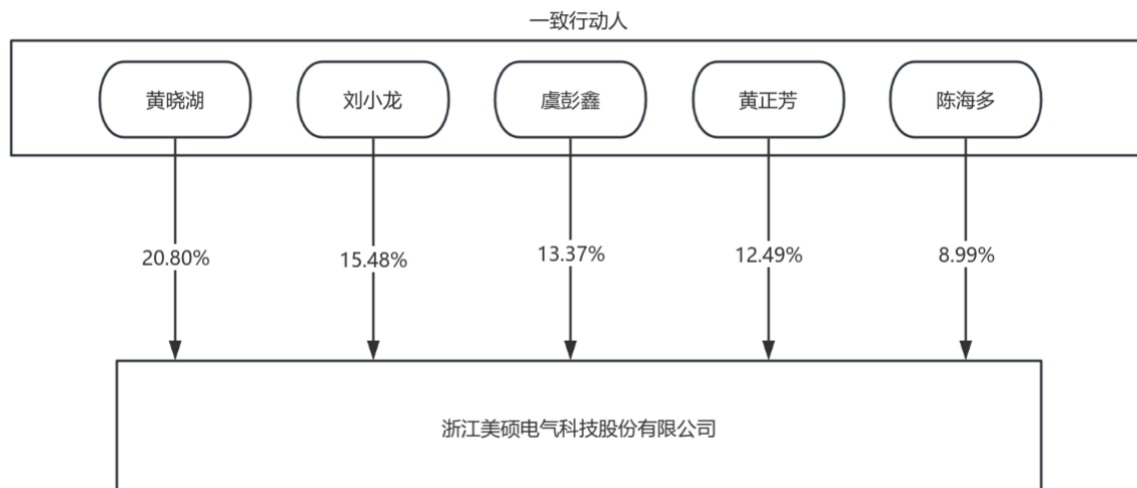 一致行动人
黄晓湖
刘小龙
虞彭鑫
黄正芳
陈海多
20.80%
15.48%
13.37%
12.49%
8.99%
浙江美硕电气科技股份有限公司